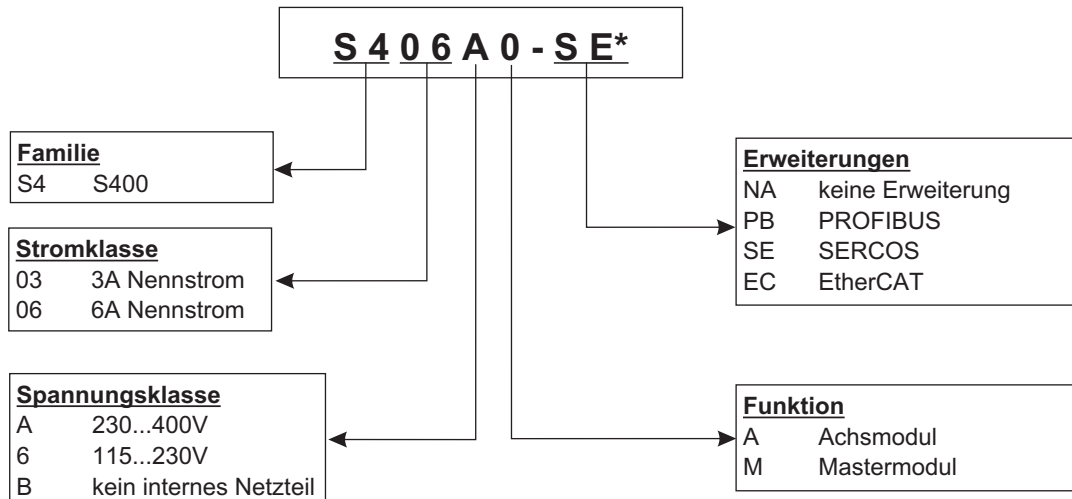 S406A0-SE*
Familie
S4 S400
Stromklasse
03 3A Nennstrom
06 6A Nennstrom
Spannungsklasse
A 230...400V
6 115...230V
B kein internes Netzteil
Erweiterungen
NA keine Erweiterung
PB PROFIBUS
SE SERCOS
EC EtherCAT
Funktion
A Achsmodul
M Mastermodul